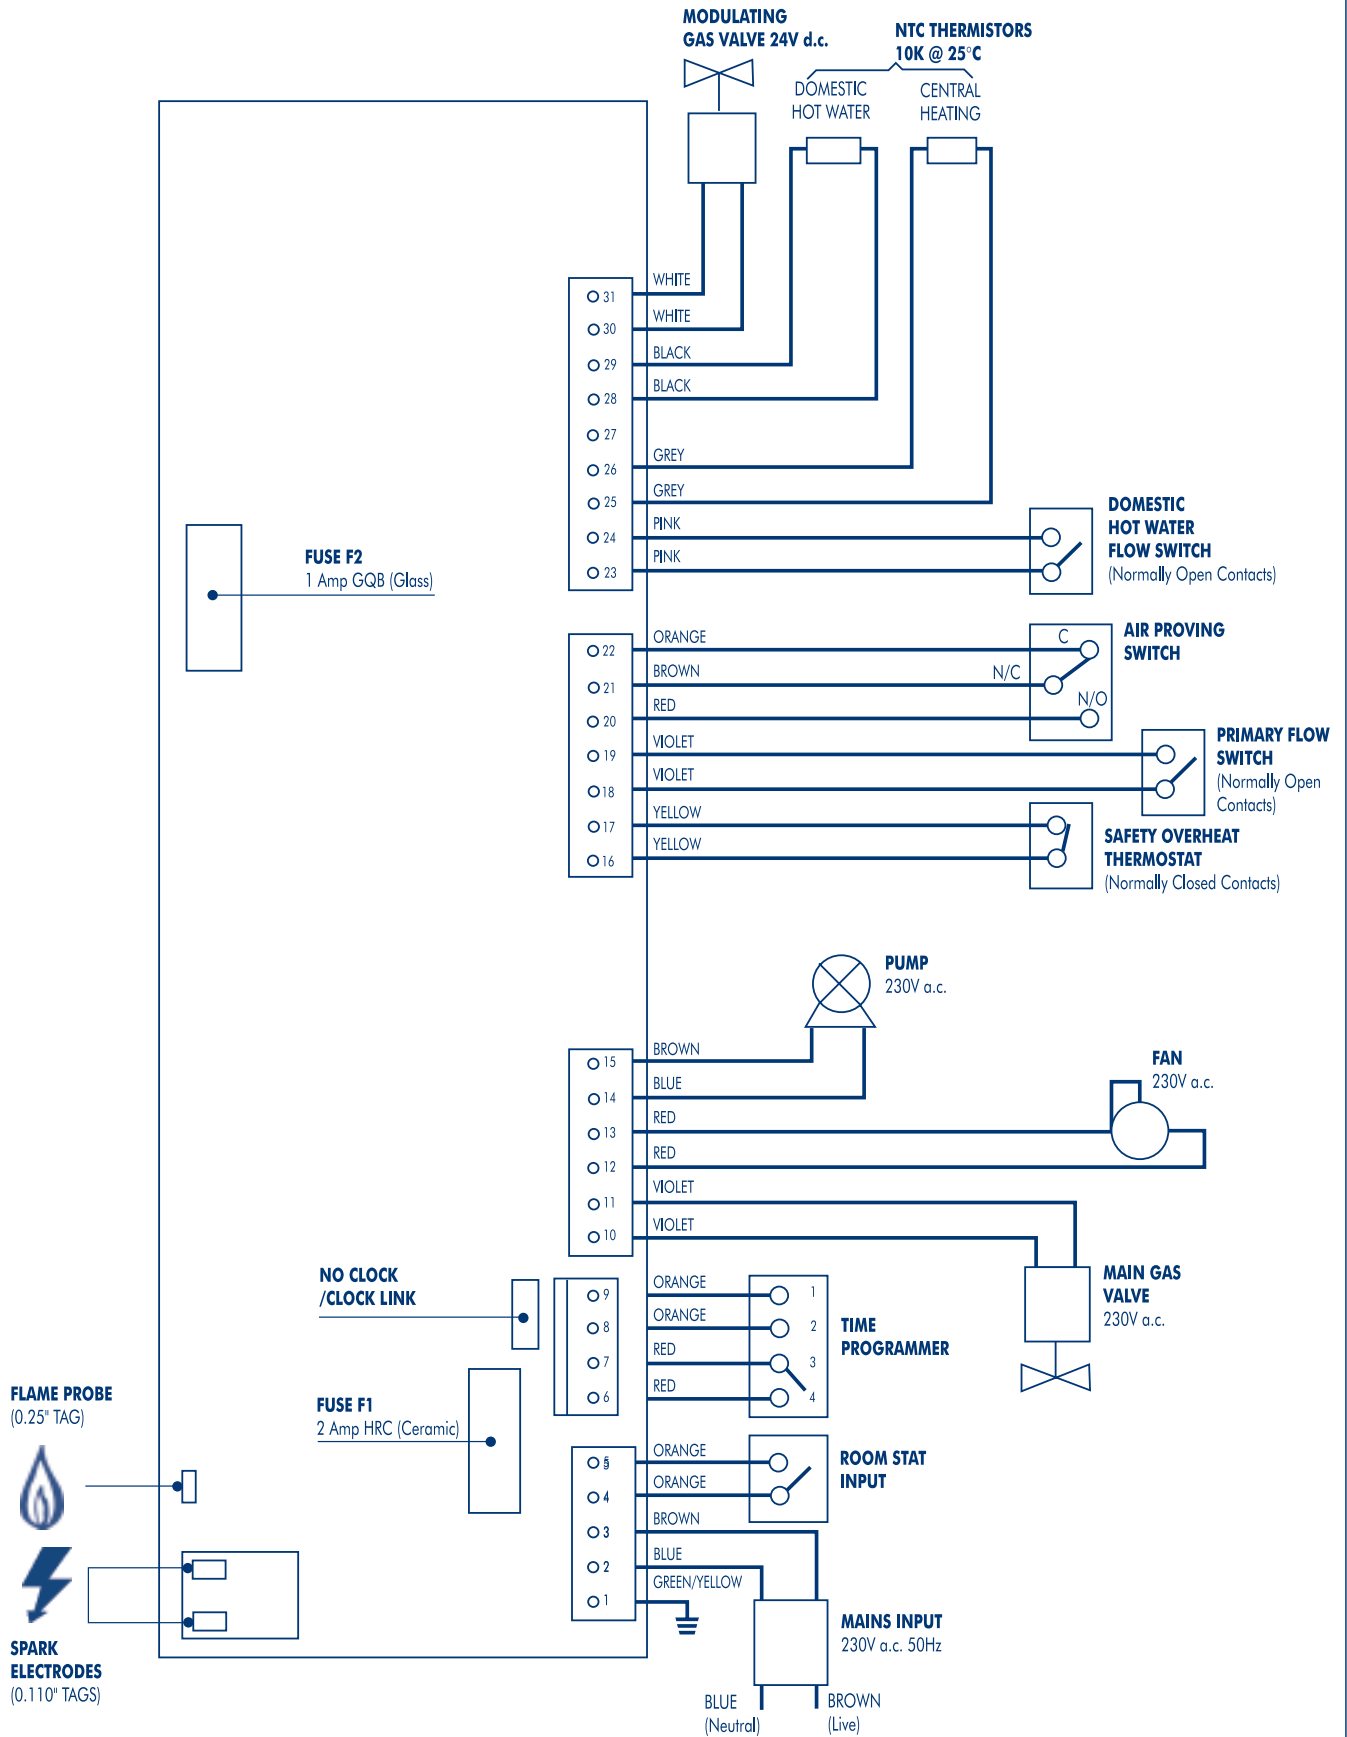 MODULATING
GAS VALVE 24V d.c.
NTC THERMISTORS
10K @ 25°C
DOMESTIC
HOT WATER
CENTRAL
HEATING
31 WHITE
30 WHITE
29 BLACK
28 BLACK
27
26 GREY
25 GREY
24 PINK
23 PINK
DOMESTIC
HOT WATER
FLOW SWITCH
(Normally Open Contacts)
FUSE F2
1 Amp GQB (Glass)
22 ORANGE
21 BROWN
20 RED
19 VIOLET
18 VIOLET
17 YELLOW
16 YELLOW
C
N/C
N/O
AIR PROVING
SWITCH
PRIMARY FLOW
SWITCH
(Normally Open
Contacts)
SAFETY OVERHEAT
THERMOSTAT
(Normally Closed Contacts)
PUMP
230V a.c.
FAN
230V a.c.
15 BROWN
14 BLUE
13 RED
12 RED
11 VIOLET
10 VIOLET
MAIN GAS
VALVE
230V a.c.
NO CLOCK
/CLOCK LINK
9 ORANGE 1
8 ORANGE 2
7 RED 3
6 RED 4
TIME
PROGRAMMER
FUSE F1
2 Amp HRC (Ceramic)
FLAME PROBE
(0.25" TAG)
5 ORANGE
4 ORANGE
3 BROWN
2 BLUE
1 GREEN/YELLOW
ROOM STAT
INPUT
MAINS INPUT
230V a.c. 50Hz
BLUE
(Neutral)
BROWN
(Live)
SPARK
ELECTRODES
(0.110" TAGS)